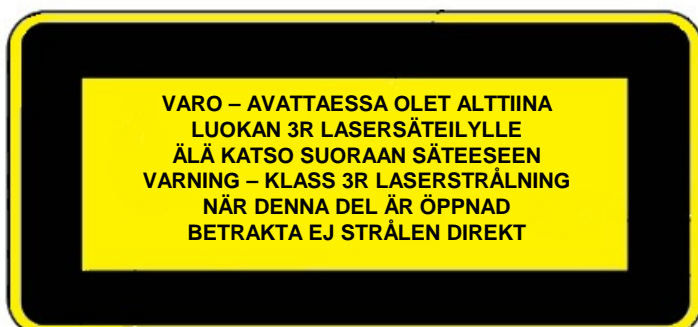 VARO – AVATTAESSA OLET ALTTIINA
LUOKAN 3R LASERSÄTEILYLLE
ÄLÄ KATSO SUORAAN SÄTEESEEN
VARNING – KLASS 3R LASERSTRÅLNING
NÄR DENNA DEL ÄR ÖPPNAD
BETRAKTA EJ STRÅLEN DIREKT